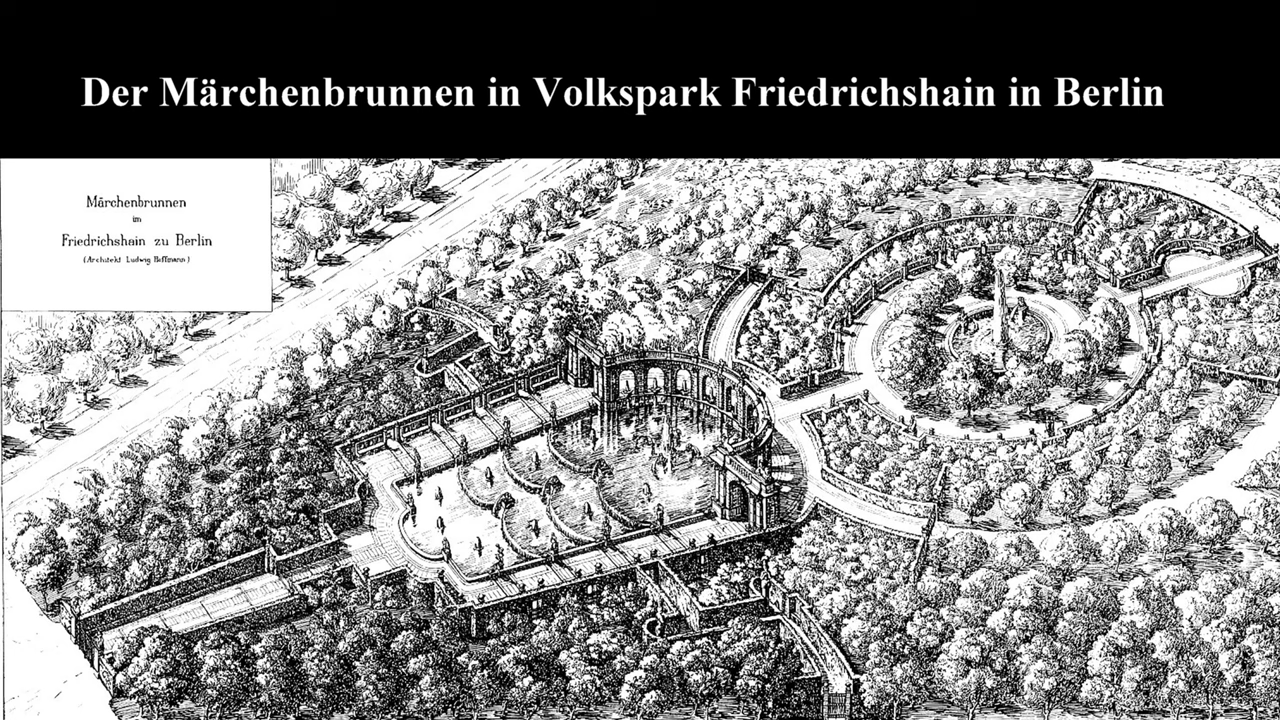 Der Märchenbrunnen in Volkspark Friedrichshain in Berlin
Märchenbrunnen
im
Friedrichshain zu Berlin
(Architekt Ludwig Hoffmann)